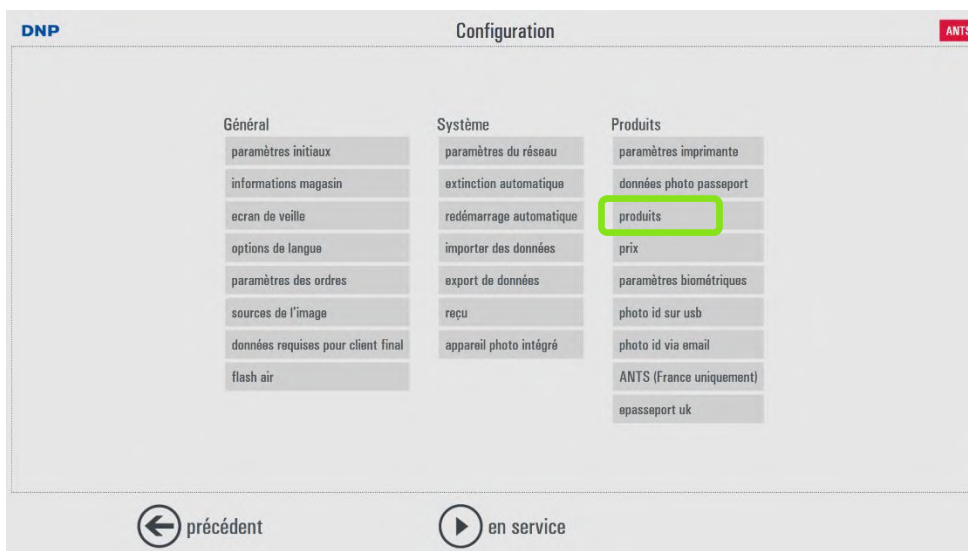 DNP
Configuration
ANTS
Général
paramètres initiaux
informations magasin
ecran de veille
options de langue
paramètres des ordres
sources de l'image
données requises pour client final
flash air
Système
paramètres du réseau
extinction automatique
redémarrage automatique
importer des données
export de données
reçu
appareil photo intégré
Produits
paramètres imprimante
données photo passeport
produits
prix
paramètres biométriques
photo id sur usb
photo id via email
ANTS (France uniquement)
epasseport uk
précédent
en service